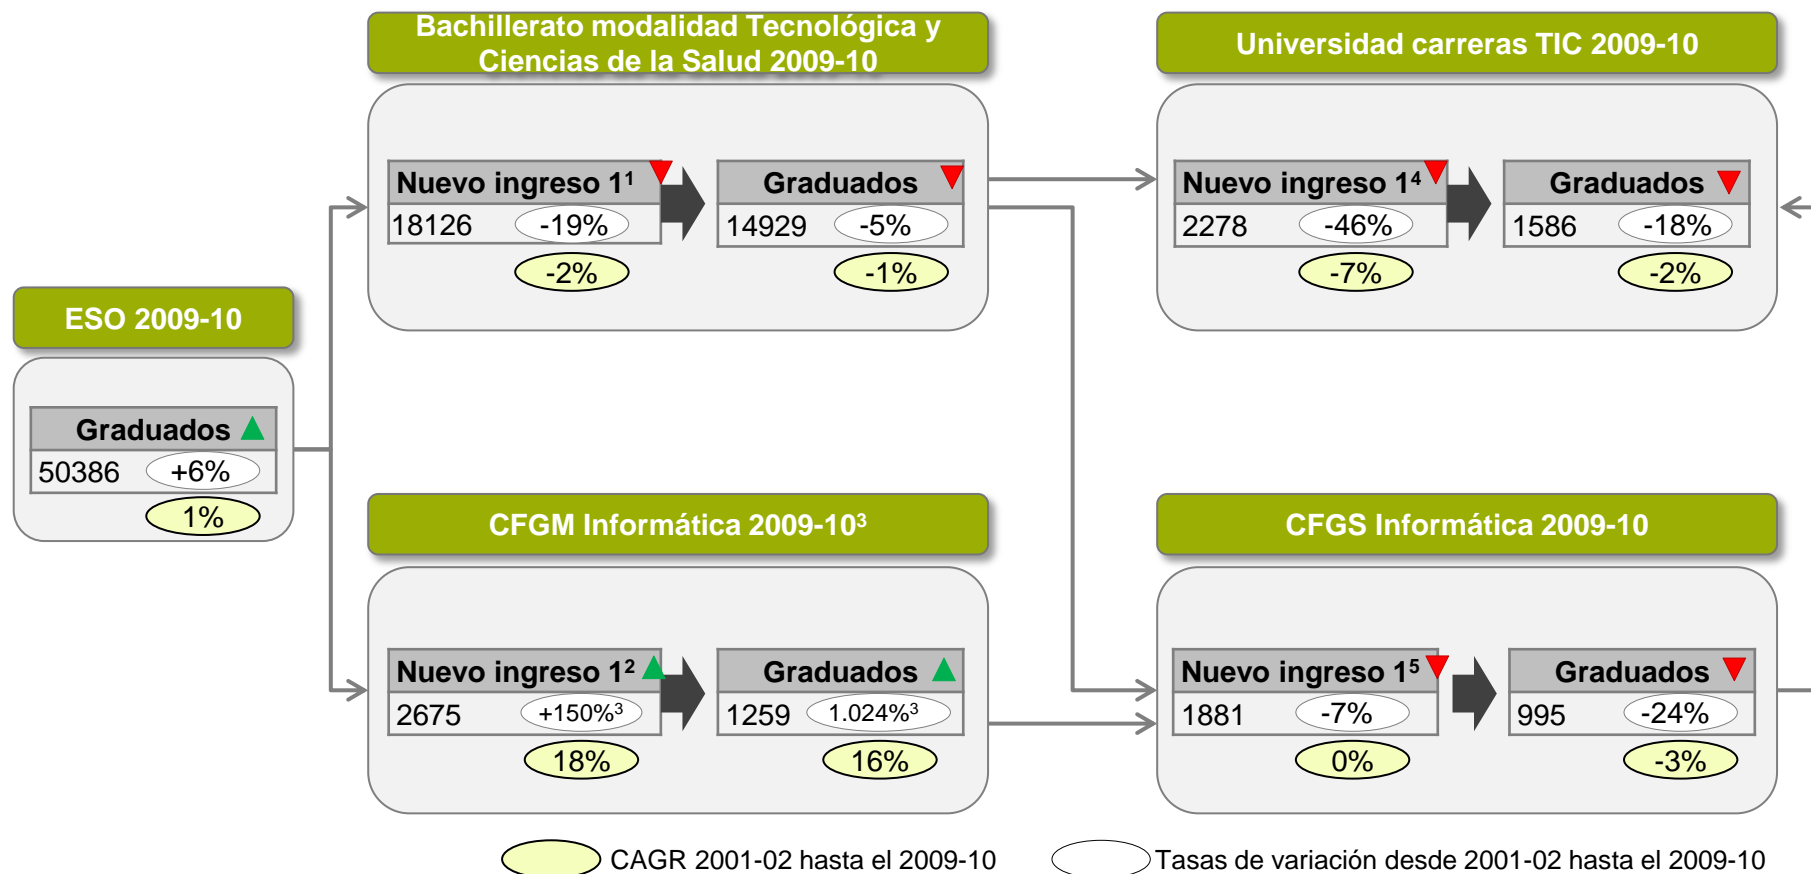 Bachillerato modalidad Tecnológica y
Ciencias de la Salud 2009-10
Nuevo ingreso 1¹
18126 -19%
-2%
Graduados
14929 -5%
-1%
Universidad carreras TIC 2009-10
Nuevo ingreso 1⁴
2278 -46%
-7%
Graduados
1586 -18%
-2%
ESO 2009-10
Graduados
50386 +6%
1%
CFGM Informática 2009-10³
Nuevo ingreso 1²
2675 +150%³
18%
Graduados
1259 1.024%³
16%
CFGS Informática 2009-10
Nuevo ingreso 1⁵
1881 -7%
0%
Graduados
995 -24%
-3%
CAGR 2001-02 hasta el 2009-10
Tasas de variación desde 2001-02 hasta el 2009-10